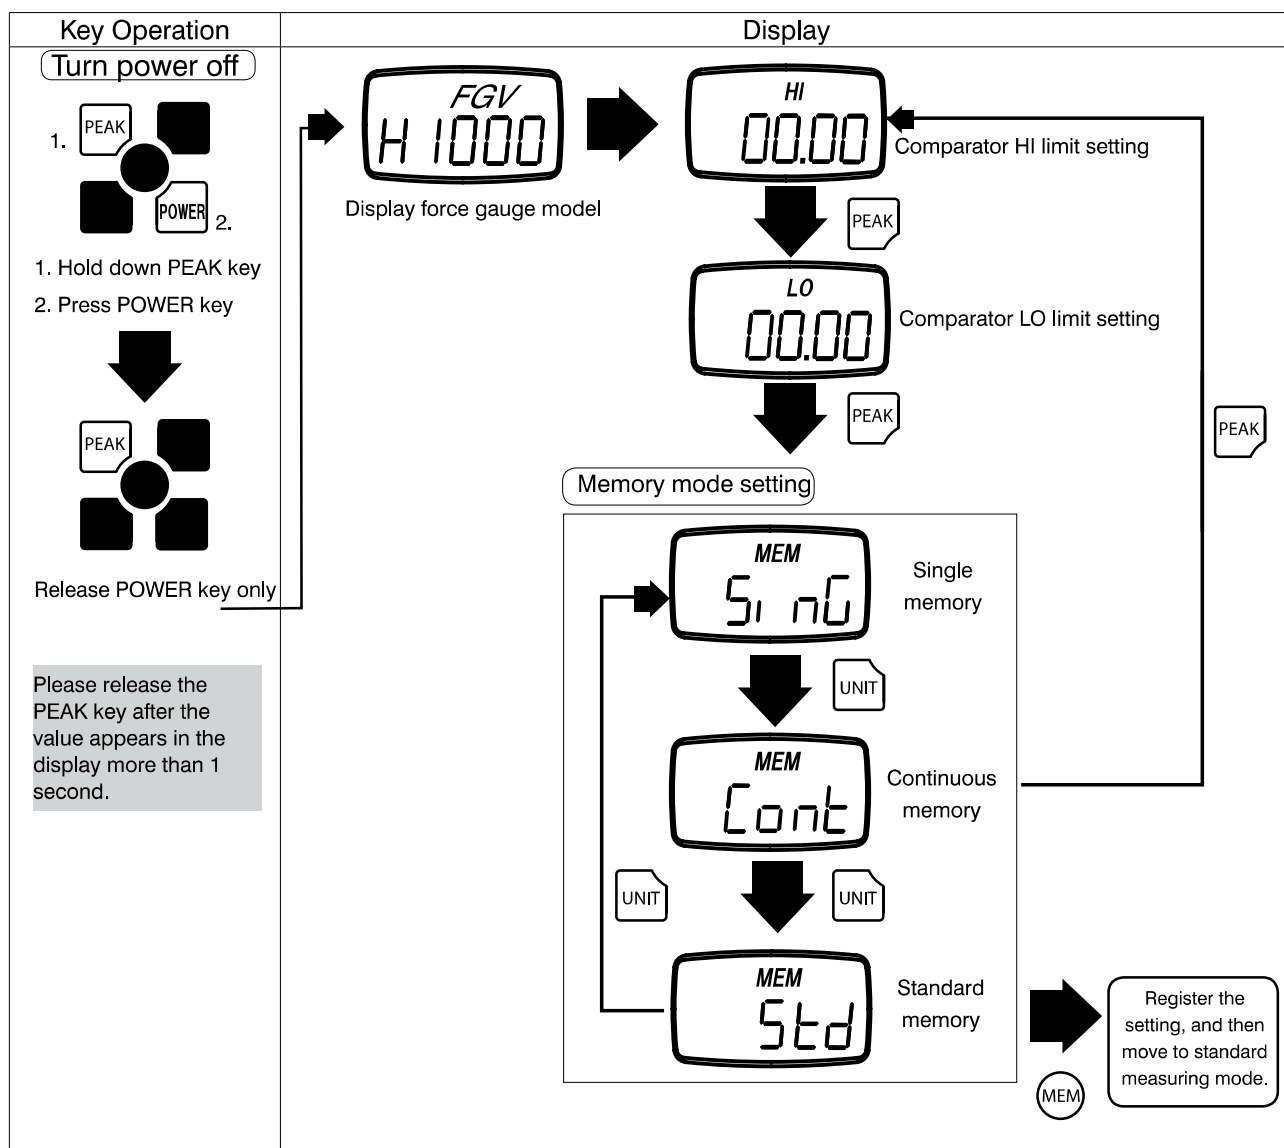 Key Operation
Display
Turn power off
1.
PEAK
POWER
2.
1. Hold down PEAK key
2. Press POWER key
PEAK
Release POWER key only
Please release the
PEAK key after the
value appears in the
display more than 1
second.
FGV
H 1000
Display force gauge model
HI
00.00
Comparator HI limit setting
PEAK
LO
00.00
Comparator LO limit setting
PEAK
PEAK
Memory mode setting
MEM
SinG
Single
memory
UNIT
MEM
Cont
Continuous
memory
UNIT
UNIT
MEM
Std
Standard
memory
MEM
Register the
setting, and then
move to standard
measuring mode.